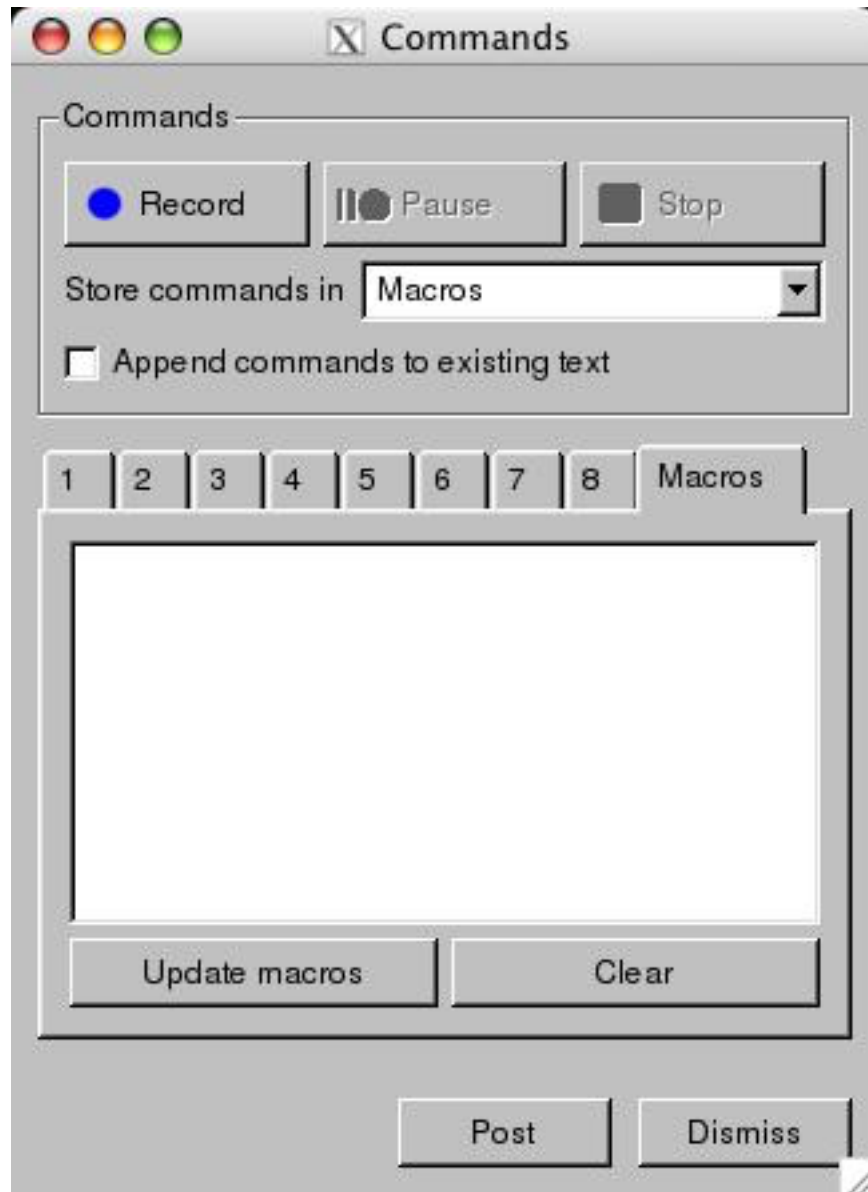 X Commands
Commands
Record Pause Stop
Store commands in Macros
Append commands to existing text
1 2 3 4 5 6 7 8 Macros
Update macros Clear
Post Dismiss